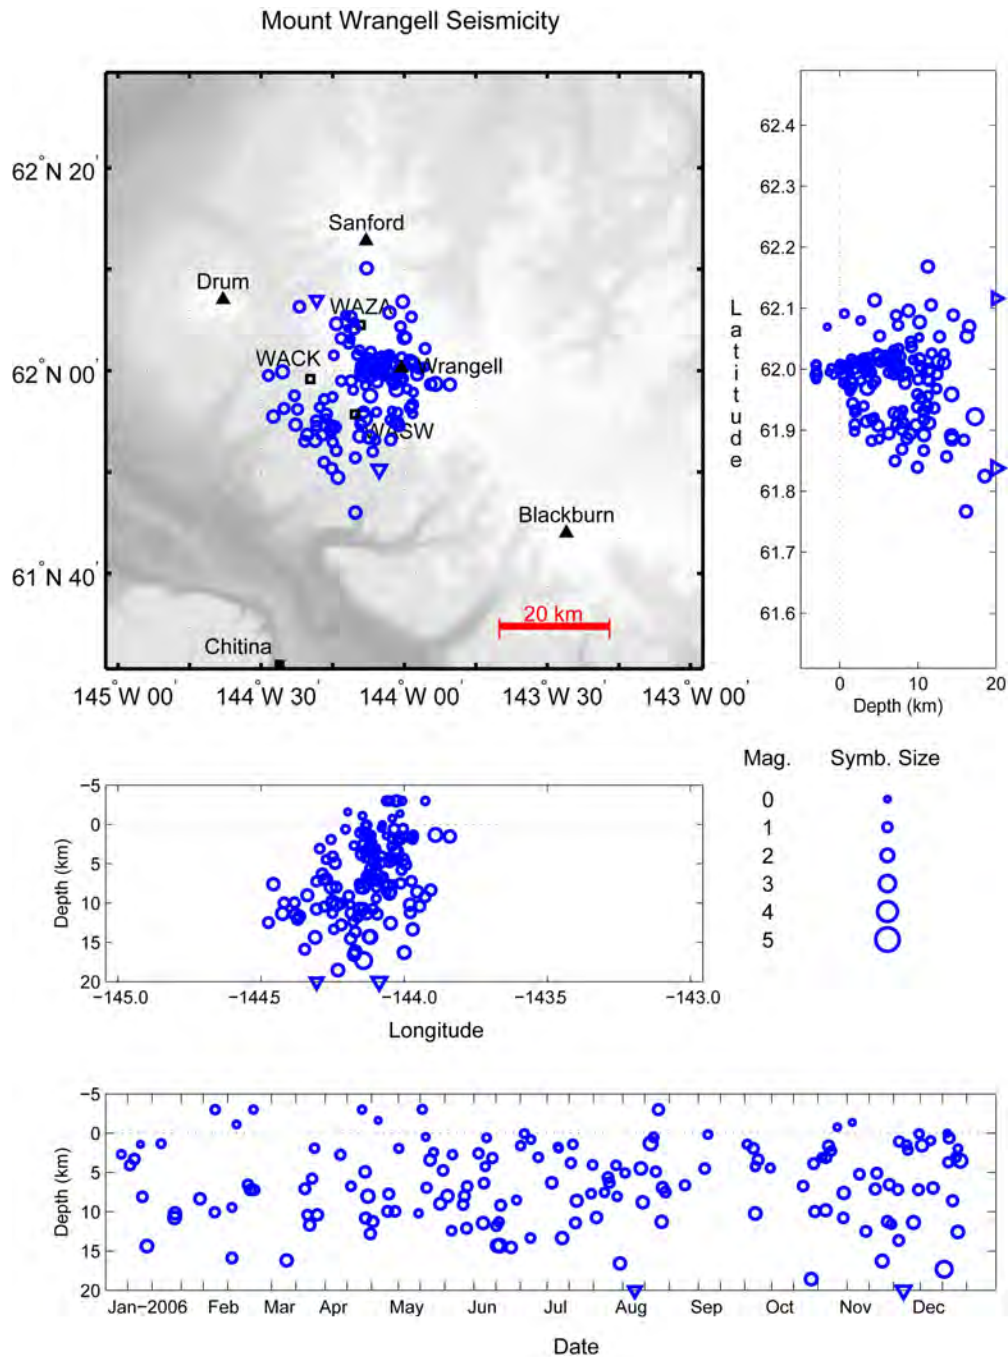 Mount Wrangell Seismicity
62°N 20'
62°N 00'
61°N 40'
Sanford
Drum
WAZA
WACK
Wrangell
WASW
Blackburn
20 km
Chitina
145°W 00'
144°W 30'
144°W 00'
143°W 30'
143°W 00'
Latitude
62.4
62.3
62.2
62.1
62.0
61.9
61.8
61.7
61.6
0
10
20
Depth (km)
Mag.
Symb. Size
0
1
2
3
4
5
Depth (km)
−5
0
5
10
15
20
−145.0
−1445
−144.0
−1435
−143.0
Longitude
Depth (km)
−5
0
5
10
15
20
Jan−2006
Feb
Mar
Apr
May
Jun
Jul
Aug
Sep
Oct
Nov
Dec
Date